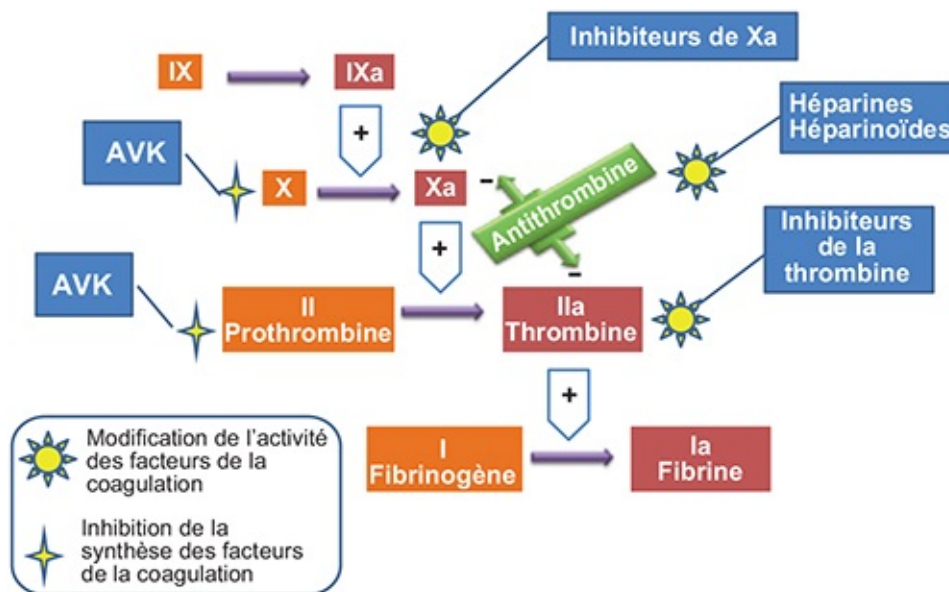 Inhibiteurs de Xa
IX
IXa
+
Héparines
Héparinoïdes
AVK
X
Xa
–
Antithrombine
–
+
Inhibiteurs
de la
thrombine
AVK
II
Prothrombine
IIa
Thrombine
+
I
Fibrinogène
Ia
Fibrine
Modification de l'activité
des facteurs de la
coagulation
Inhibition de la
synthèse des facteurs
de la coagulation